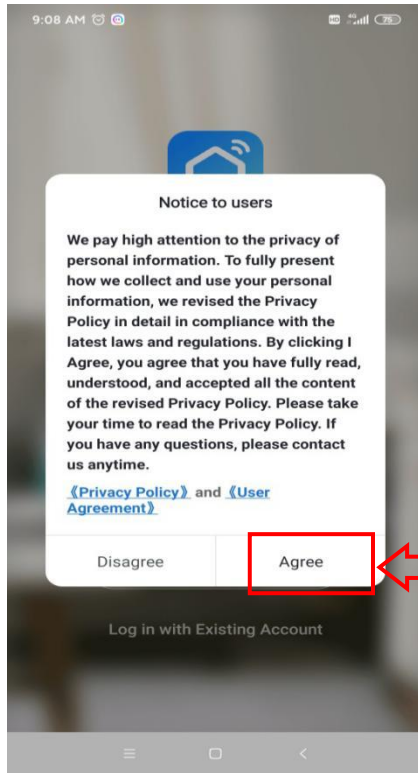 9:08 AM
HD 4G 75
Notice to users
We pay high attention to the privacy of
personal information. To fully present
how we collect and use your personal
information, we revised the Privacy
Policy in detail in compliance with the
latest laws and regulations. By clicking I
Agree, you agree that you have fully read,
understood, and accepted all the content
of the revised Privacy Policy. Please take
your time to read the Privacy Policy. If
you have any questions, please contact
us anytime.
《Privacy Policy》 and 《User
Agreement》
Disagree
Agree
Log in with Existing Account